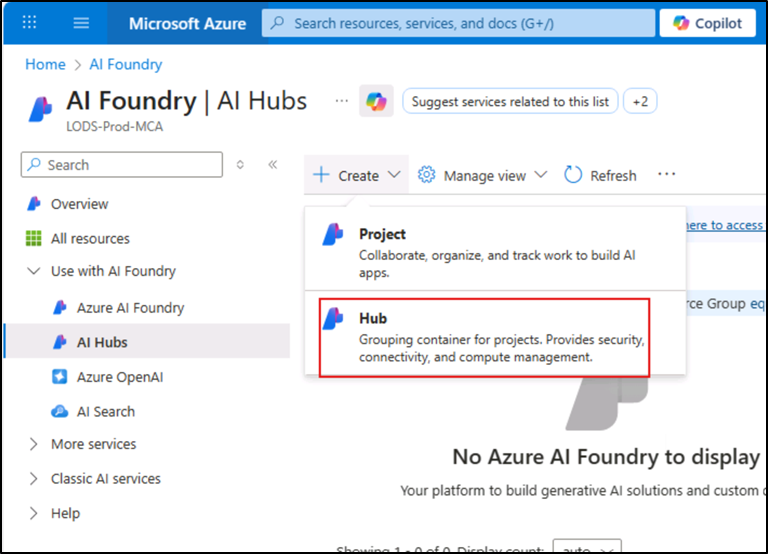 Microsoft Azure
Search resources, services, and docs (G+/)
Copilot
Home > AI Foundry
AI Foundry | AI Hubs
LODS-Prod-MCA
Suggest services related to this list
+2
Search
Create
Manage view
Refresh
Overview
All resources
Use with AI Foundry
Azure AI Foundry
AI Hubs
Azure OpenAI
AI Search
More services
Classic AI services
Help
Project
Collaborate, organize, and track work to build AI
apps.
Hub
Grouping container for projects. Provides security,
connectivity, and compute management.
here to access
rce Group eq
No Azure AI Foundry to display
Your platform to build generative AI solutions and custom c
Showing 1 - 0 of 0. Display count: auto